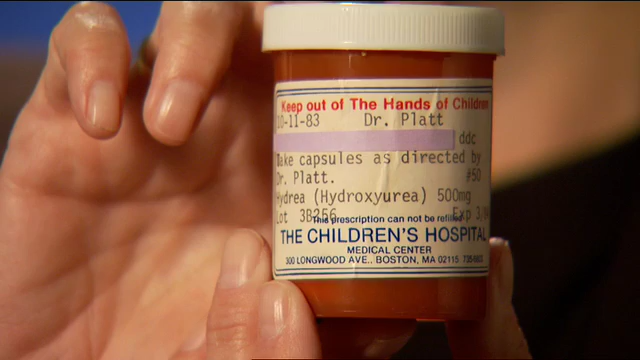 Keep out of The Hands of Children
10-11-83 Dr. Platt
ddc
Take capsules as directed by
Dr. Platt. #50
Hydrea (Hydroxyurea) 500mg
Lot 3B256 Exp
This prescription can not be refilled
THE CHILDREN'S HOSPITAL
MEDICAL CENTER
300 LONGWOOD AVE., BOSTON, MA 02115